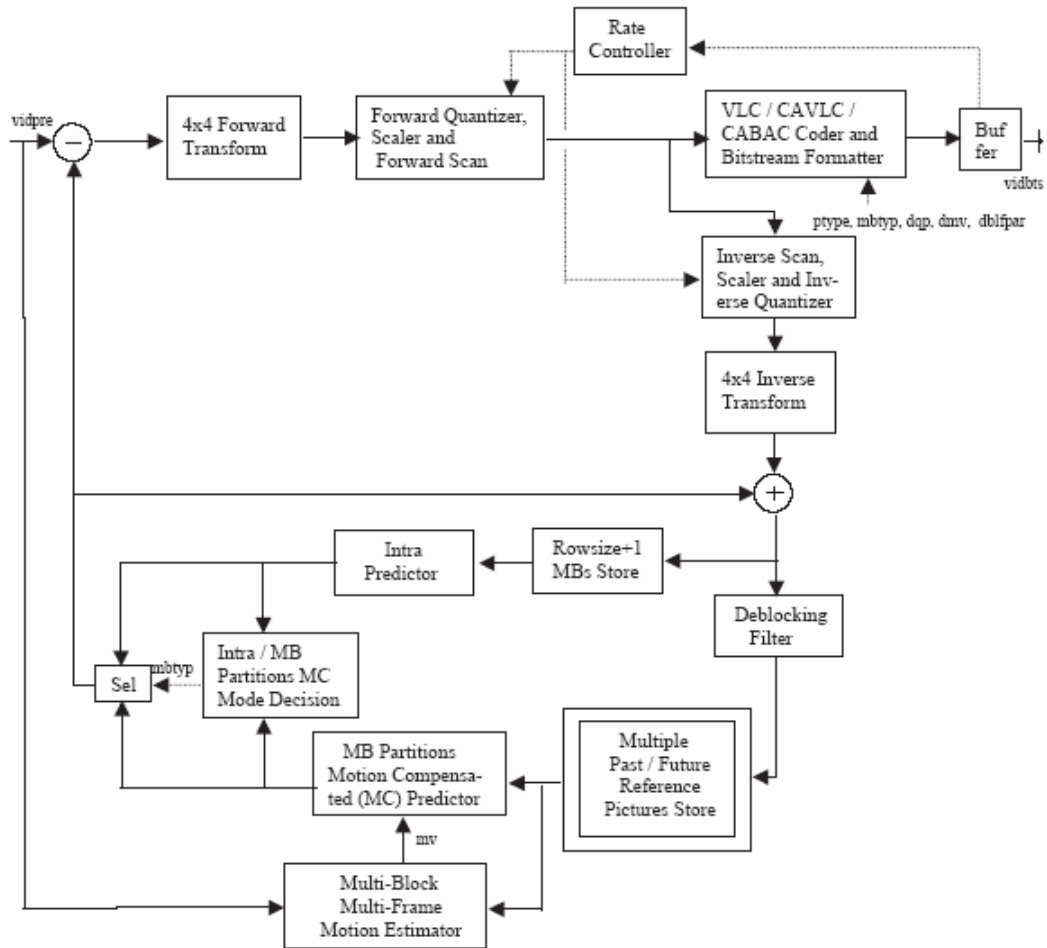 Rate
Controller
vidpre
4x4 Forward
Transform
Forward Quantizer,
Scaler and
Forward Scan
VLC / CAVLC /
CABAC Coder and
Bitstream Formatter
Buf
fer
vidbts
ptype, mbtyp, dqp, dmv, dblfpar
Inverse Scan,
Scaler and Inv-
erse Quantizer
4x4 Inverse
Transform
+
Intra
Predictor
Rowsize+1
MBs Store
Deblocking
Filter
Sel
mbtyp
Intra / MB
Partitions MC
Mode Decision
MB Partitions
Motion Compensa-
ted (MC) Predictor
Multiple
Past / Future
Reference
Pictures Store
mv
Multi-Block
Multi-Frame
Motion Estimator